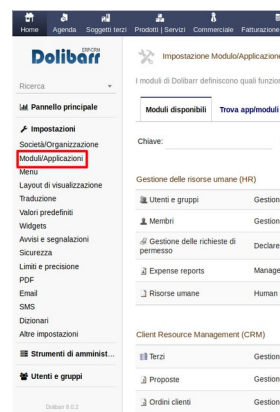 Home Agenda Soggetti terzi Prodotti | Servizi Commerciale Fatturazione
Dolibarr ERP/CRM
Ricerca
Pannello principale
Impostazioni
Società/Organizzazione
Moduli/Applicazioni
Menu
Layout di visualizzazione
Traduzione
Valori predefiniti
Widgets
Avvisi e segnalazioni
Sicurezza
Limiti e precisione
PDF
Email
SMS
Dizionari
Altre impostazioni
Strumenti di amminist...
Utenti e gruppi
Dolibarr 8.0.2
Impostazione Modulo/Applicazione
I moduli di Dolibarr definiscono quali funzion
Moduli disponibili Trova app/moduli
Chiave:
Gestione delle risorse umane (HR)
Utenti e gruppi Gestion
Membri Gestion
Gestione delle richieste di permesso Declare
Expense reports Manage
Risorse umane Human
Client Resource Management (CRM)
Terzi Gestion
Proposte Gestion
Ordini clienti Gestion